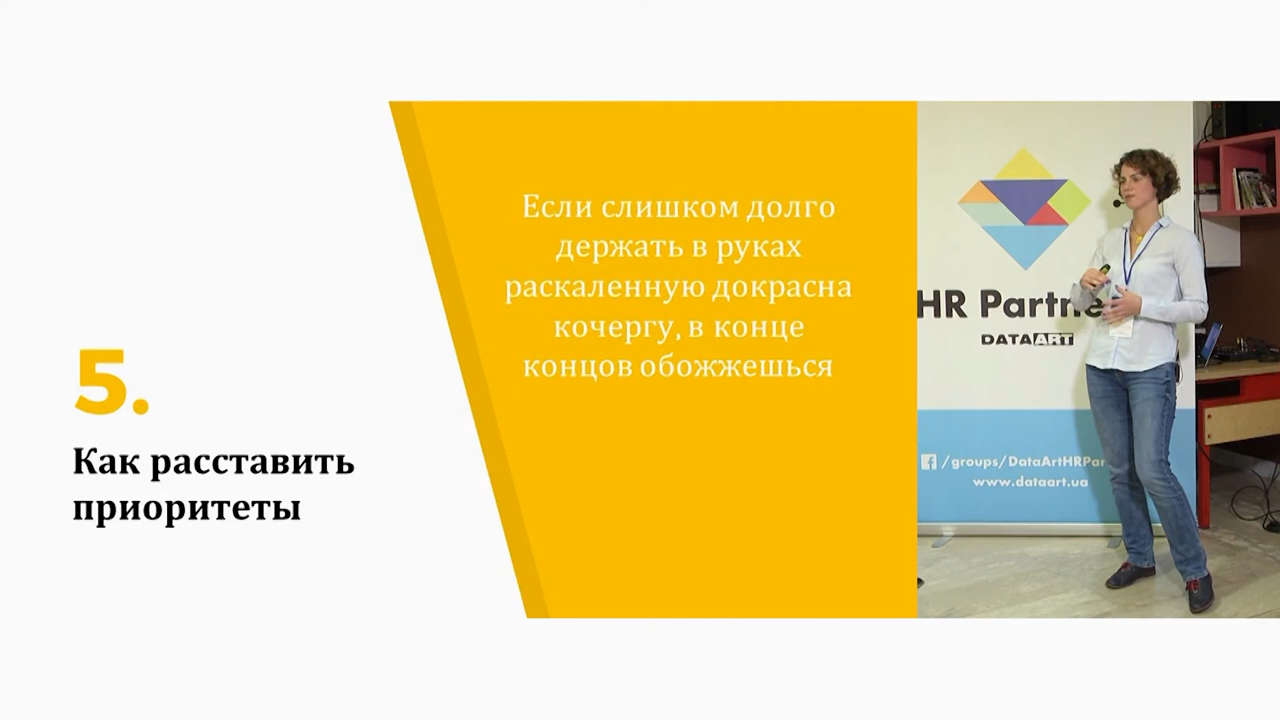 5.
Как расставить
приоритеты
Если слишком долго
держать в руках
раскаленную докрасна
кочергу, в конце
концов обожжешься
HR Partne
DATAART
/groups/DataArtHRPar
www.dataart.ua